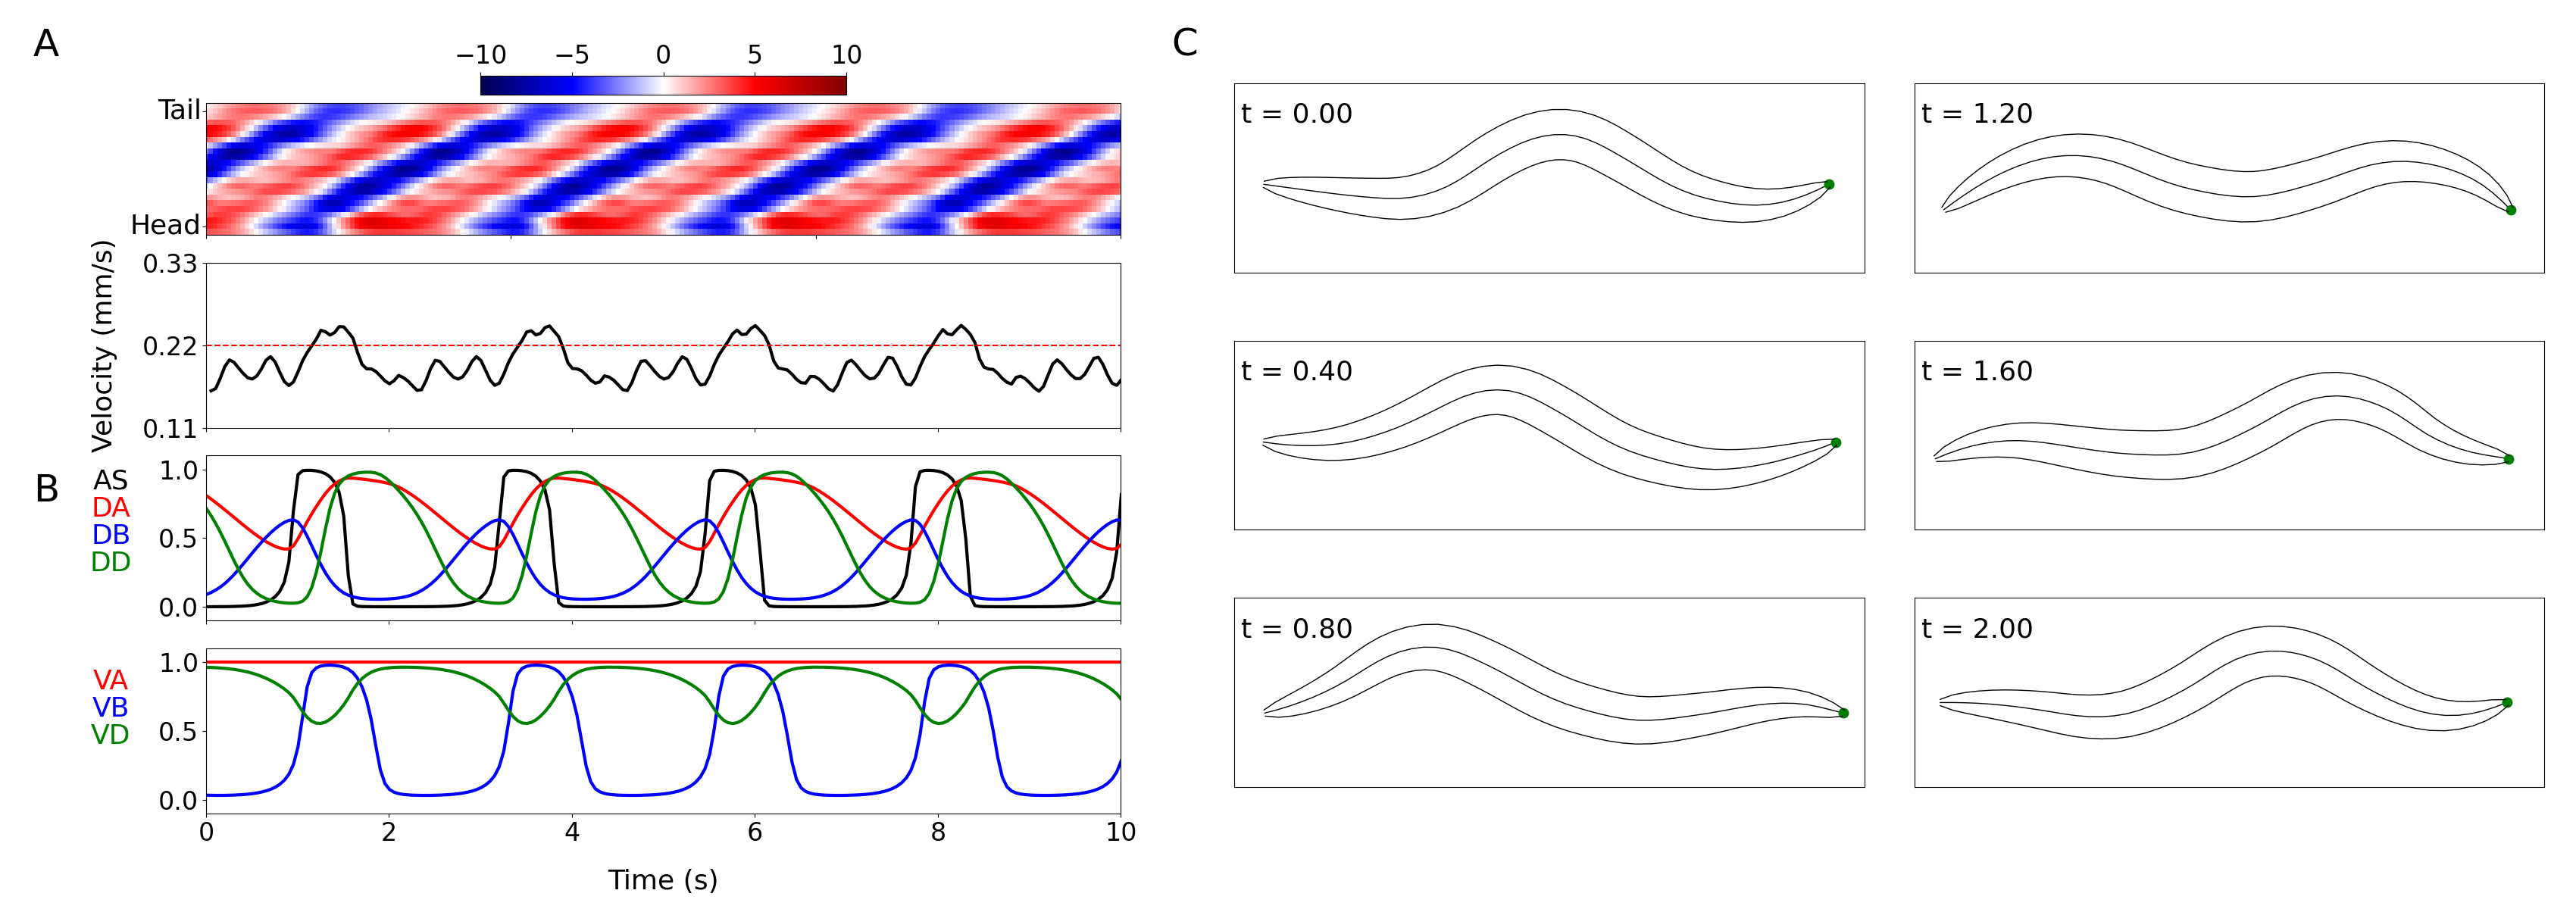 A
−10 −5 0 5 10
Tail
Head
Velocity (mm/s)
0.33
0.22
0.11
B
AS
DA
DB
DD
1.0
0.5
0.0
VA
VB
VD
1.0
0.5
0.0
0 2 4 6 8 10
Time (s)
C
t = 0.00
t = 1.20
t = 0.40
t = 1.60
t = 0.80
t = 2.00